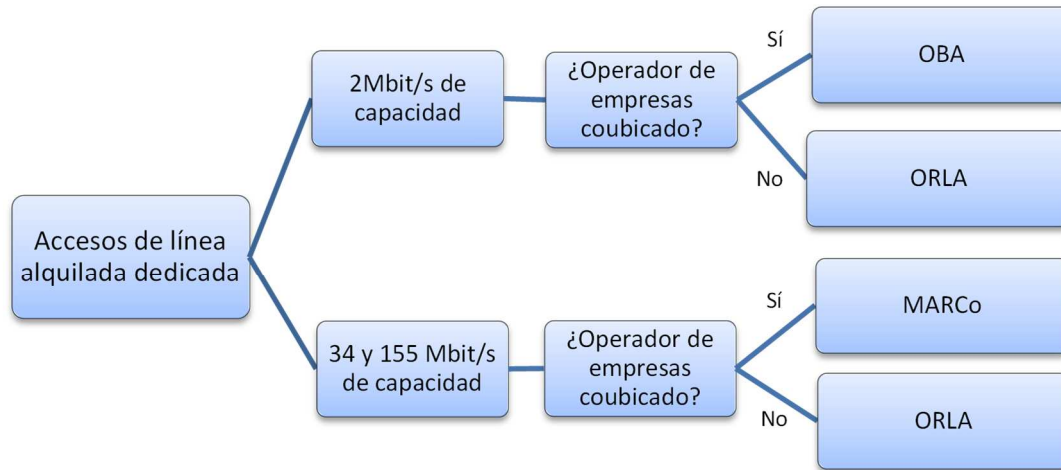 Accesos de línea
alquilada dedicada
2Mbit/s de
capacidad
¿Operador de
empresas
coubicado?
Sí
OBA
No
ORLA
34 y 155 Mbit/s
de capacidad
¿Operador de
empresas
coubicado?
Sí
MARCo
No
ORLA